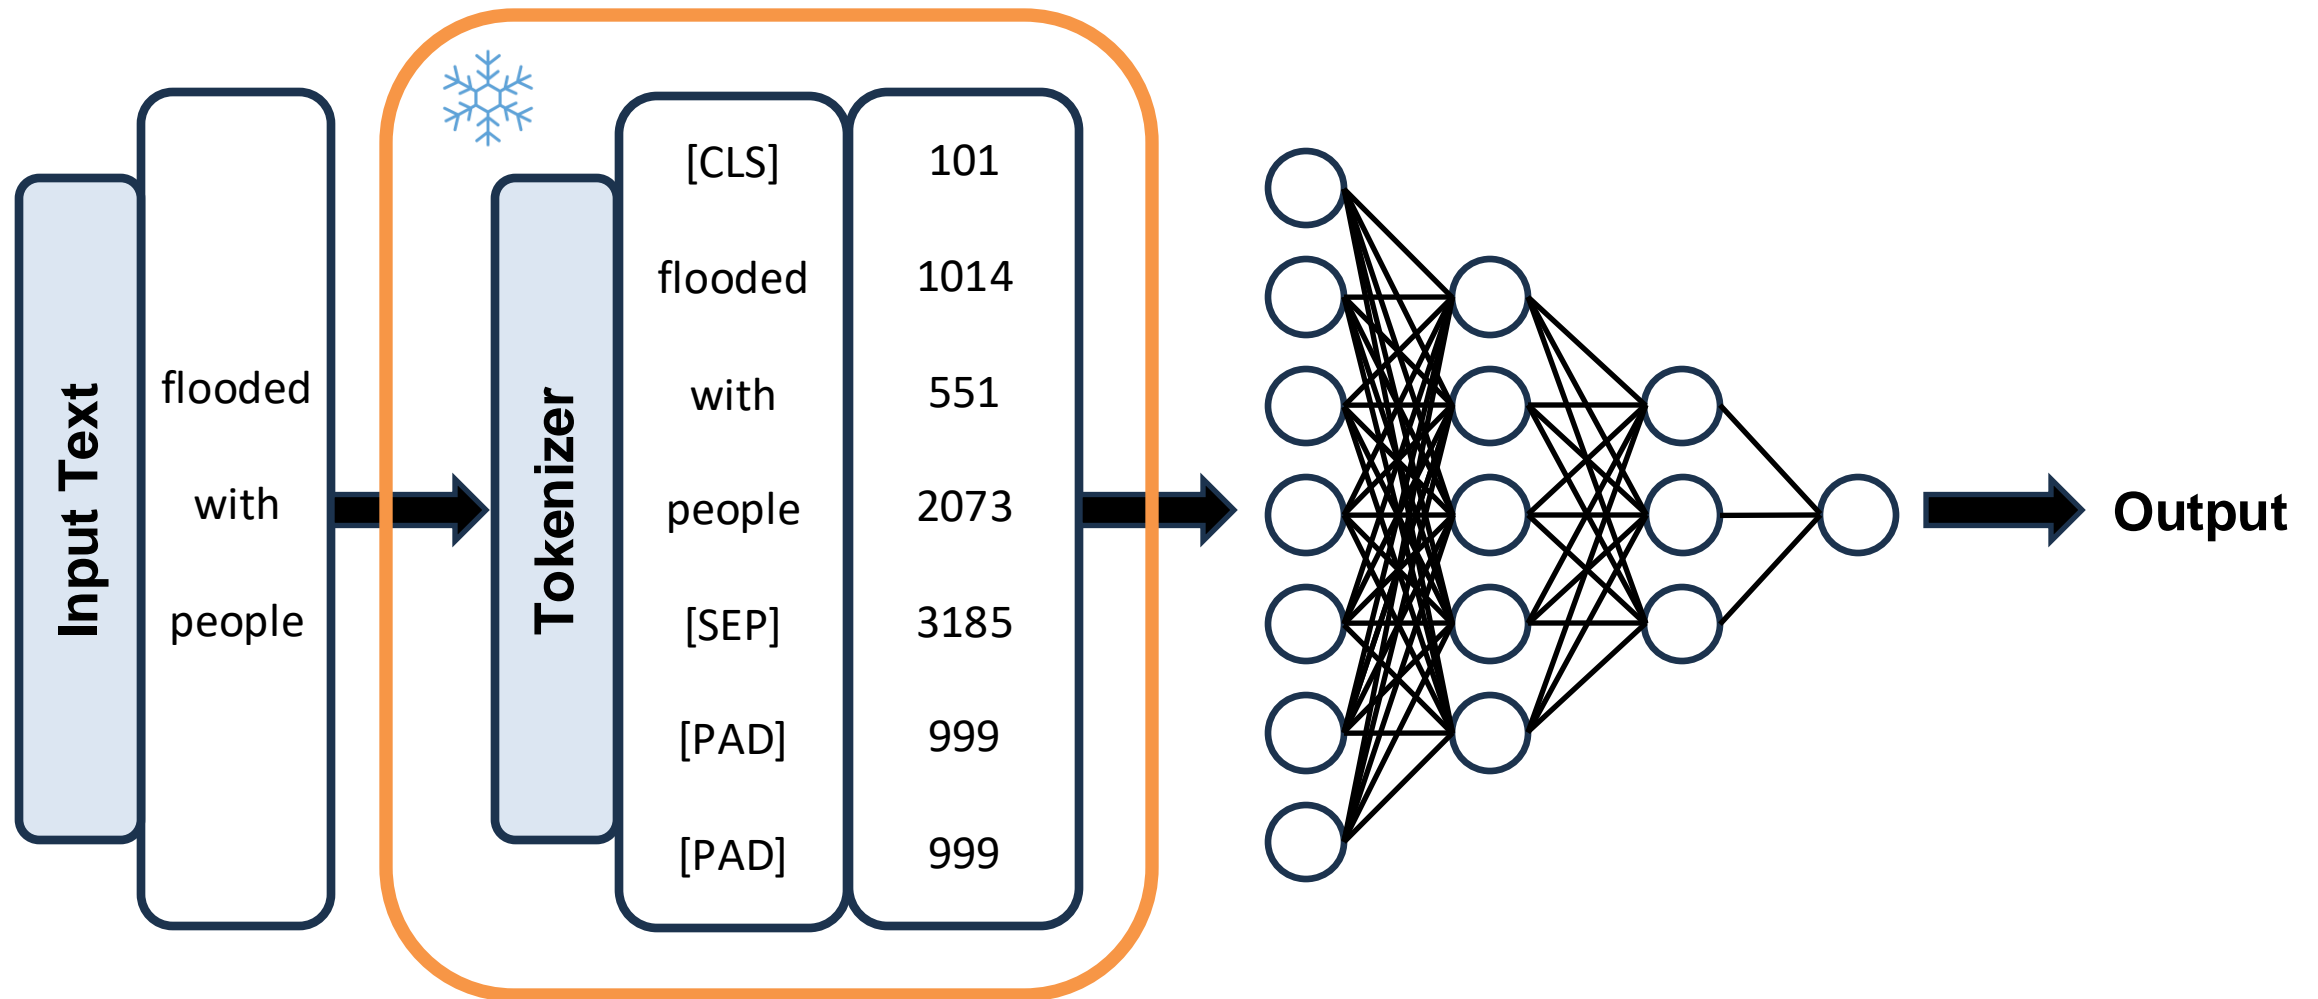 Input Text
flooded
with
people
Tokenizer
[CLS] 101
flooded 1014
with 551
people 2073
[SEP] 3185
[PAD] 999
[PAD] 999
Output